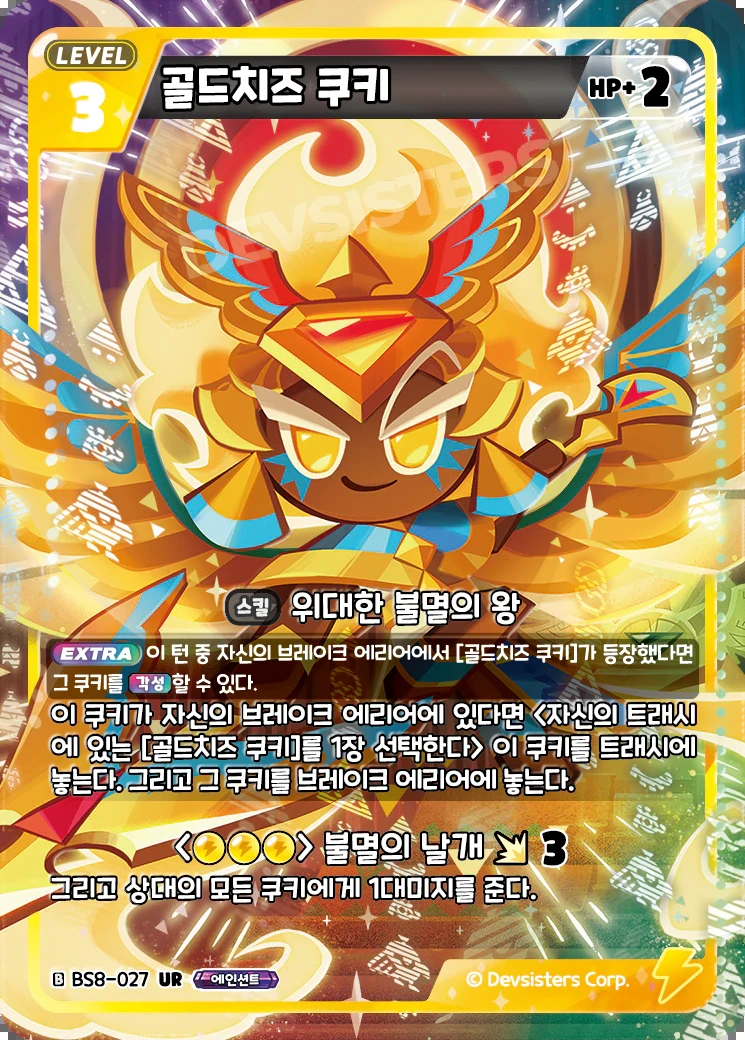 LEVEL
3
골드치즈 쿠키
HP+ 2
DEVSISTERS
스킬 위대한 불멸의 왕
EXTRA 이 턴 중 자신의 브레이크 에리어에서 [골드치즈 쿠키]가 등장했다면
그 쿠키를 각성 할 수 있다.
이 쿠키가 자신의 브레이크 에리어에 있다면 <자신의 트래시
에 있는 [골드치즈 쿠키]를 1장 선택한다> 이 쿠키를 트래시에
놓는다. 그리고 그 쿠키를 브레이크 에리어에 놓는다.
< > 불멸의 날개 3
그리고 상대의 모든 쿠키에게 1대미지를 준다.
B BS8-027 UR 에인션트
© Devsisters Corp.